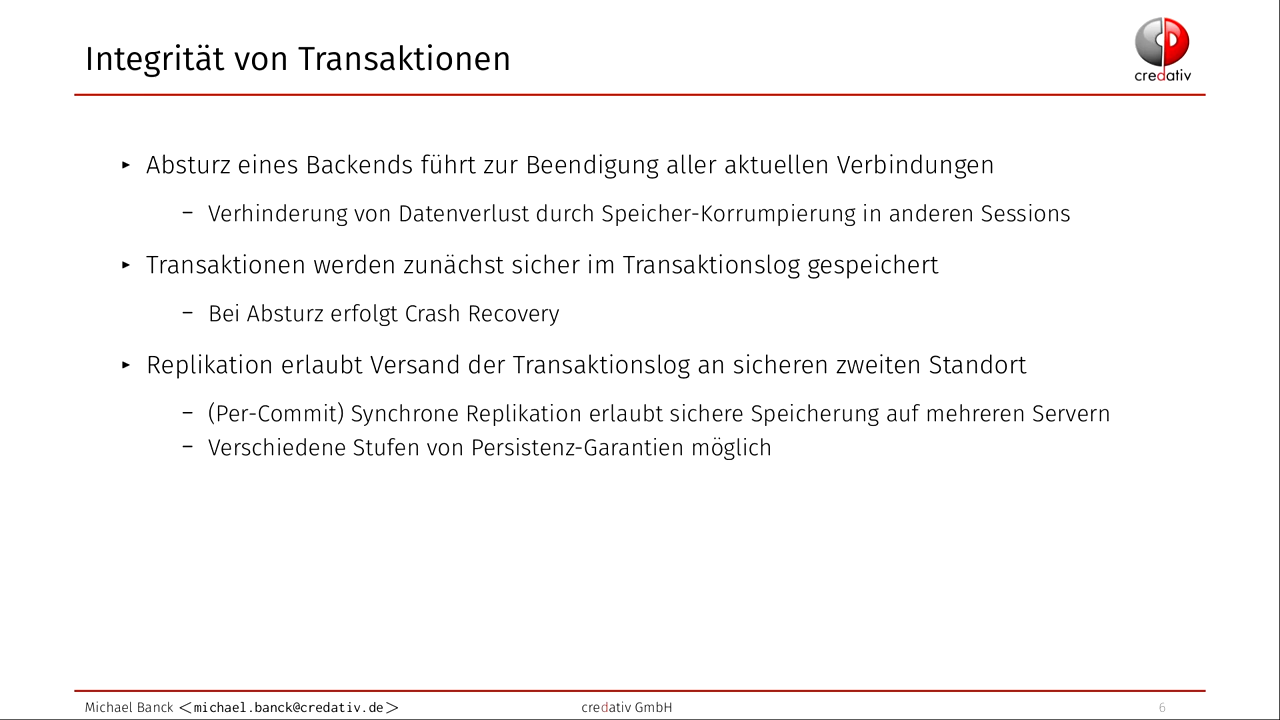 Integrität von Transaktionen
credativ
▸ Absturz eines Backends führt zur Beendigung aller aktuellen Verbindungen
– Verhinderung von Datenverlust durch Speicher-Korrumpierung in anderen Sessions
▸ Transaktionen werden zunächst sicher im Transaktionslog gespeichert
– Bei Absturz erfolgt Crash Recovery
▸ Replikation erlaubt Versand der Transaktionslog an sicheren zweiten Standort
– (Per-Commit) Synchrone Replikation erlaubt sichere Speicherung auf mehreren Servern
– Verschiedene Stufen von Persistenz-Garantien möglich
Michael Banck <michael.banck@credativ.de> credativ GmbH 6